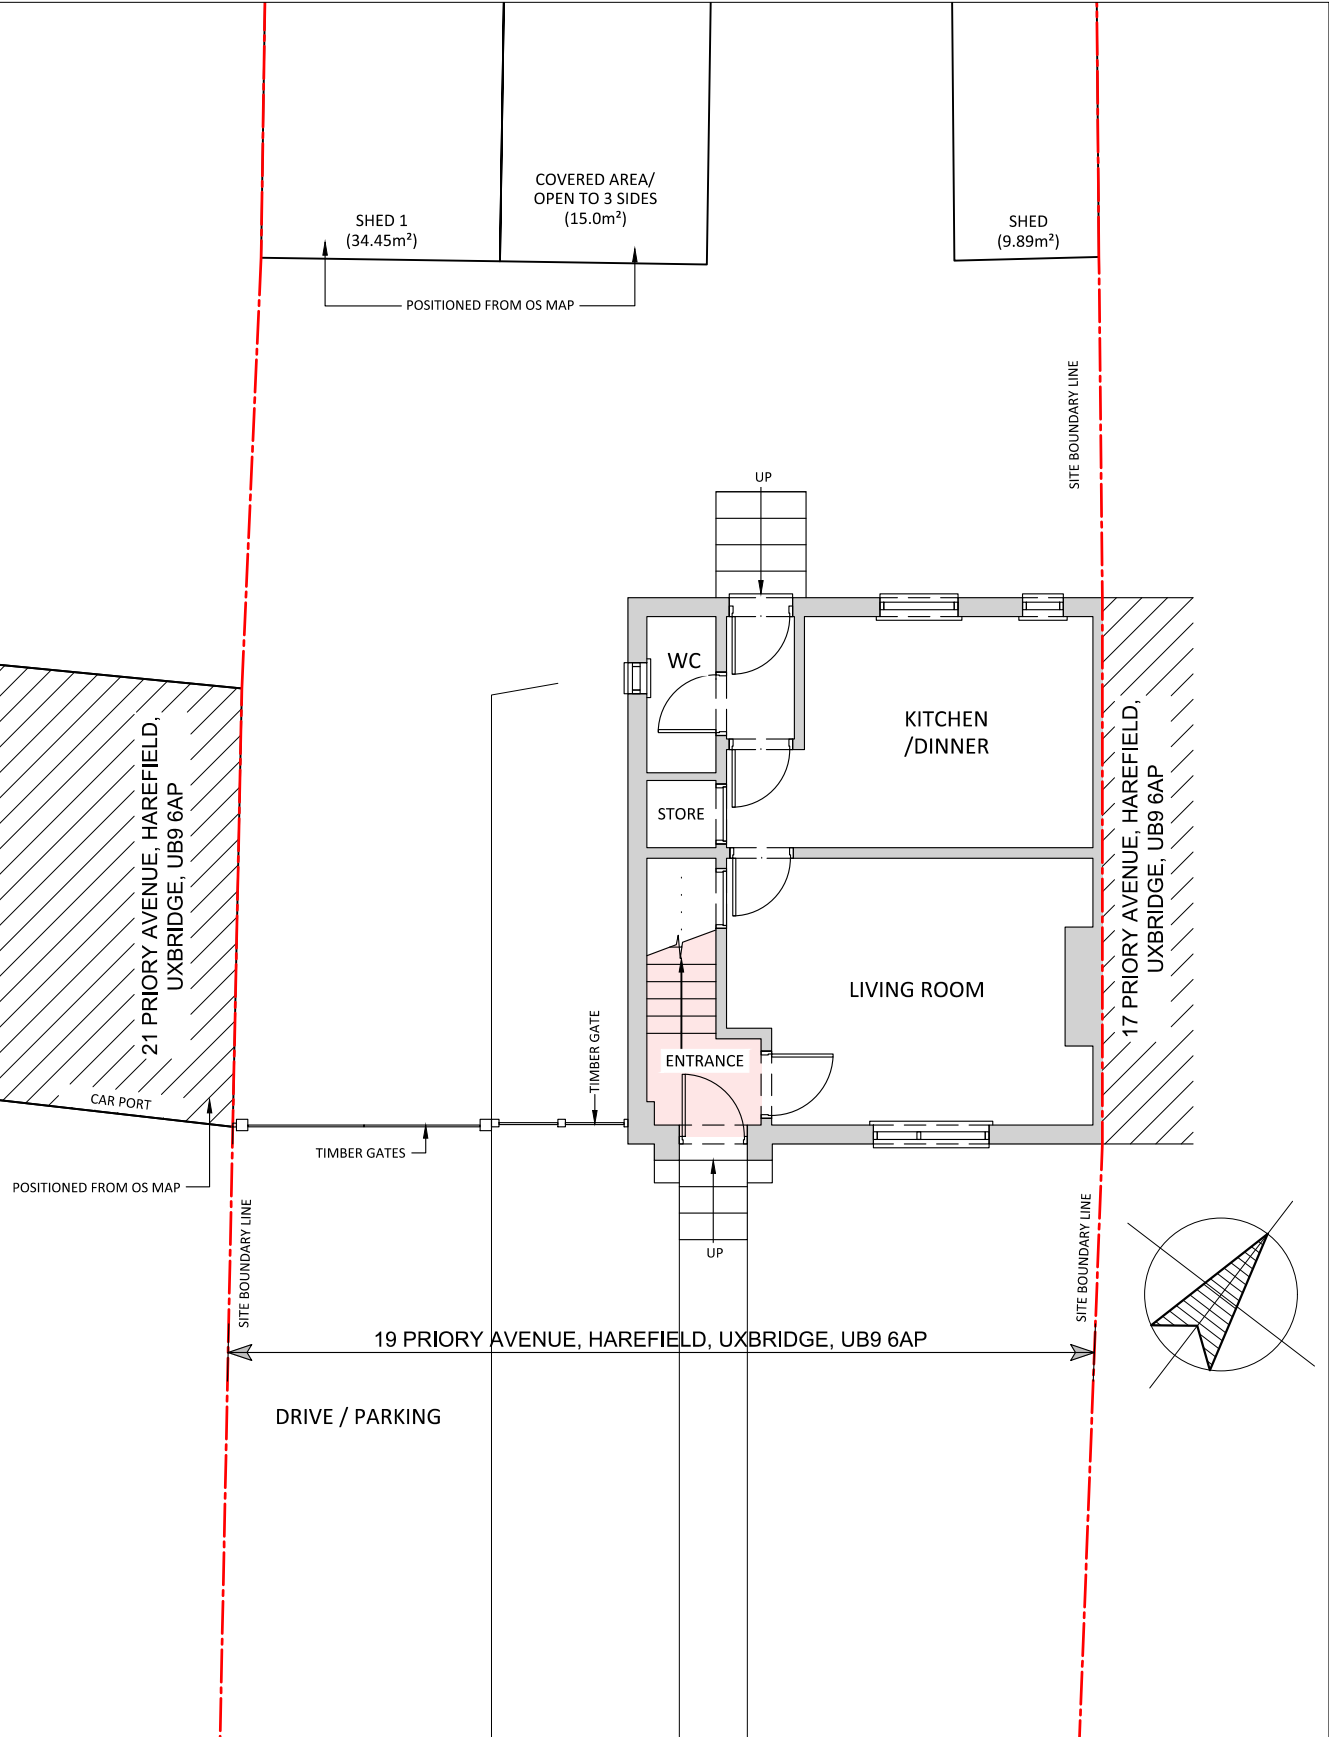 COVERED AREA/
OPEN TO 3 SIDES
(15.0m²)
SHED 1
(34.45m²)
SHED
(9.89m²)
POSITIONED FROM OS MAP
SITE BOUNDARY LINE
UP
WC
KITCHEN
/DINNER
STORE
21 PRIORY AVENUE, HAREFIELD,
UXBRIDGE, UB9 6AP
17 PRIORY AVENUE, HAREFIELD,
UXBRIDGE, UB9 6AP
LIVING ROOM
TIMBER GATE
ENTRANCE
CAR PORT
TIMBER GATES
POSITIONED FROM OS MAP
SITE BOUNDARY LINE
SITE BOUNDARY LINE
UP
19 PRIORY AVENUE, HAREFIELD, UXBRIDGE, UB9 6AP
DRIVE / PARKING